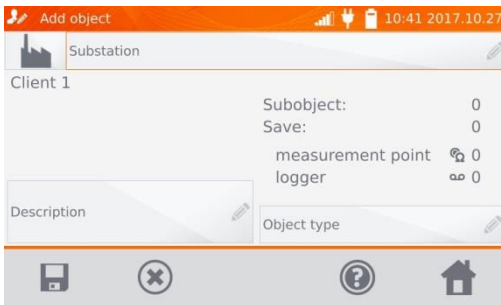 Add object 10:41 2017.10.27
Substation
Client 1
Subobject: 0
Save: 0
measurement point 0
logger 0
Description
Object type